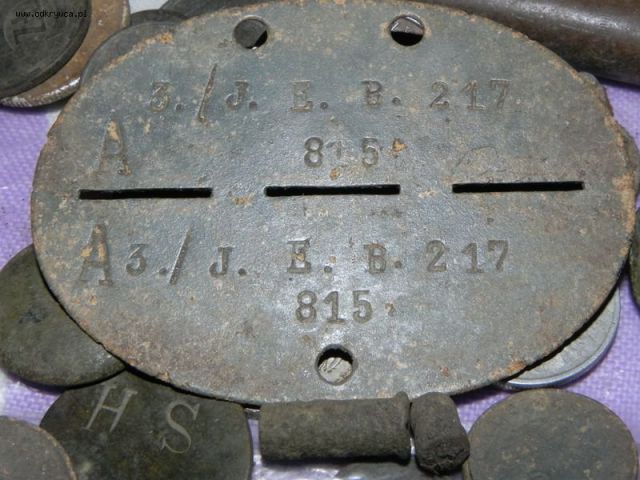 www.odkrywca.pl
3./J. E. B. 217
A 815
A 3./J. E. B. 217
815
H S